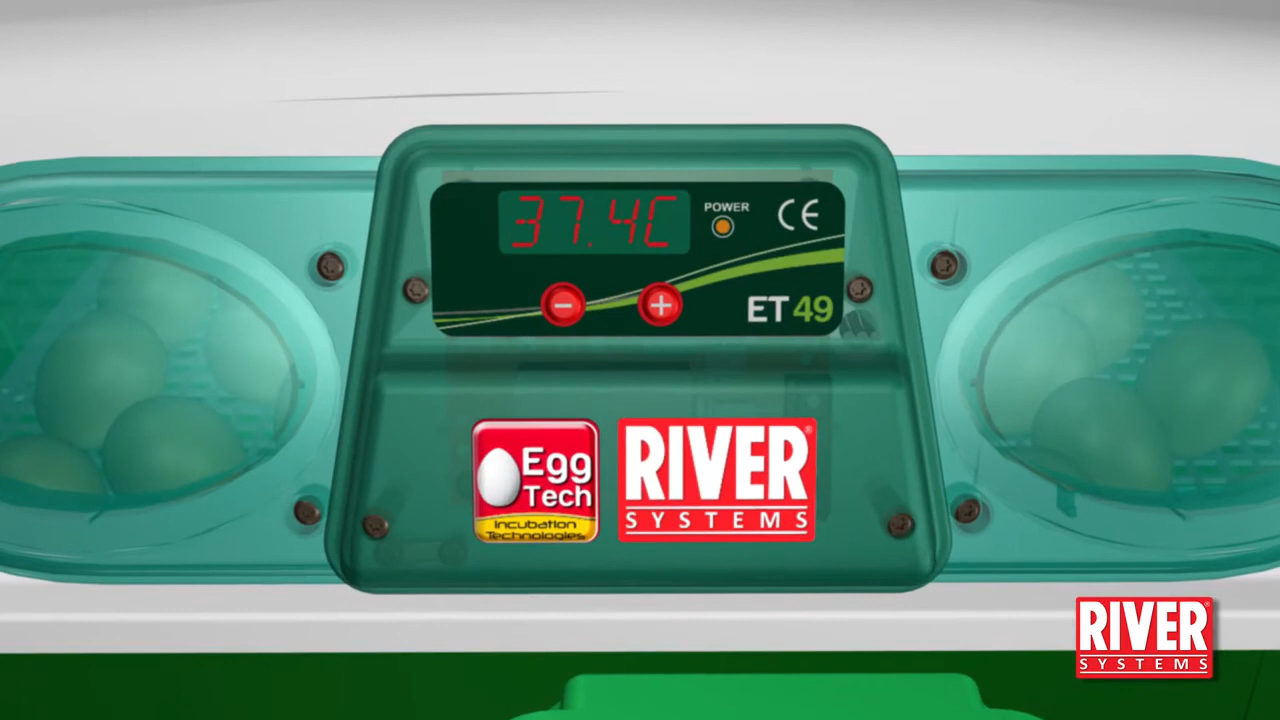 37.4C
POWER
CE
−
+
ET 49
Egg
Tech
Incubation
Technologies
RIVER®
SYSTEMS
RIVER®
SYSTEMS